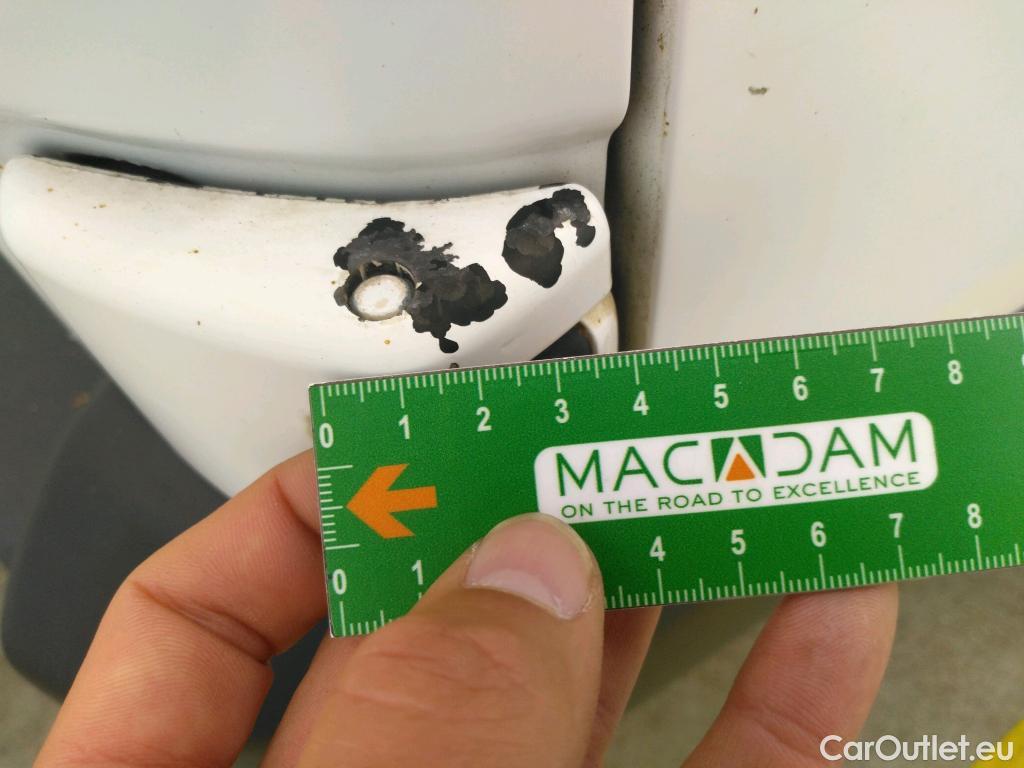 0 1 2 3 4 5 6 7 8
MACADAM
ON THE ROAD TO EXCELLENCE
0 1 4 5 6 7 8
CarOutlet.eu